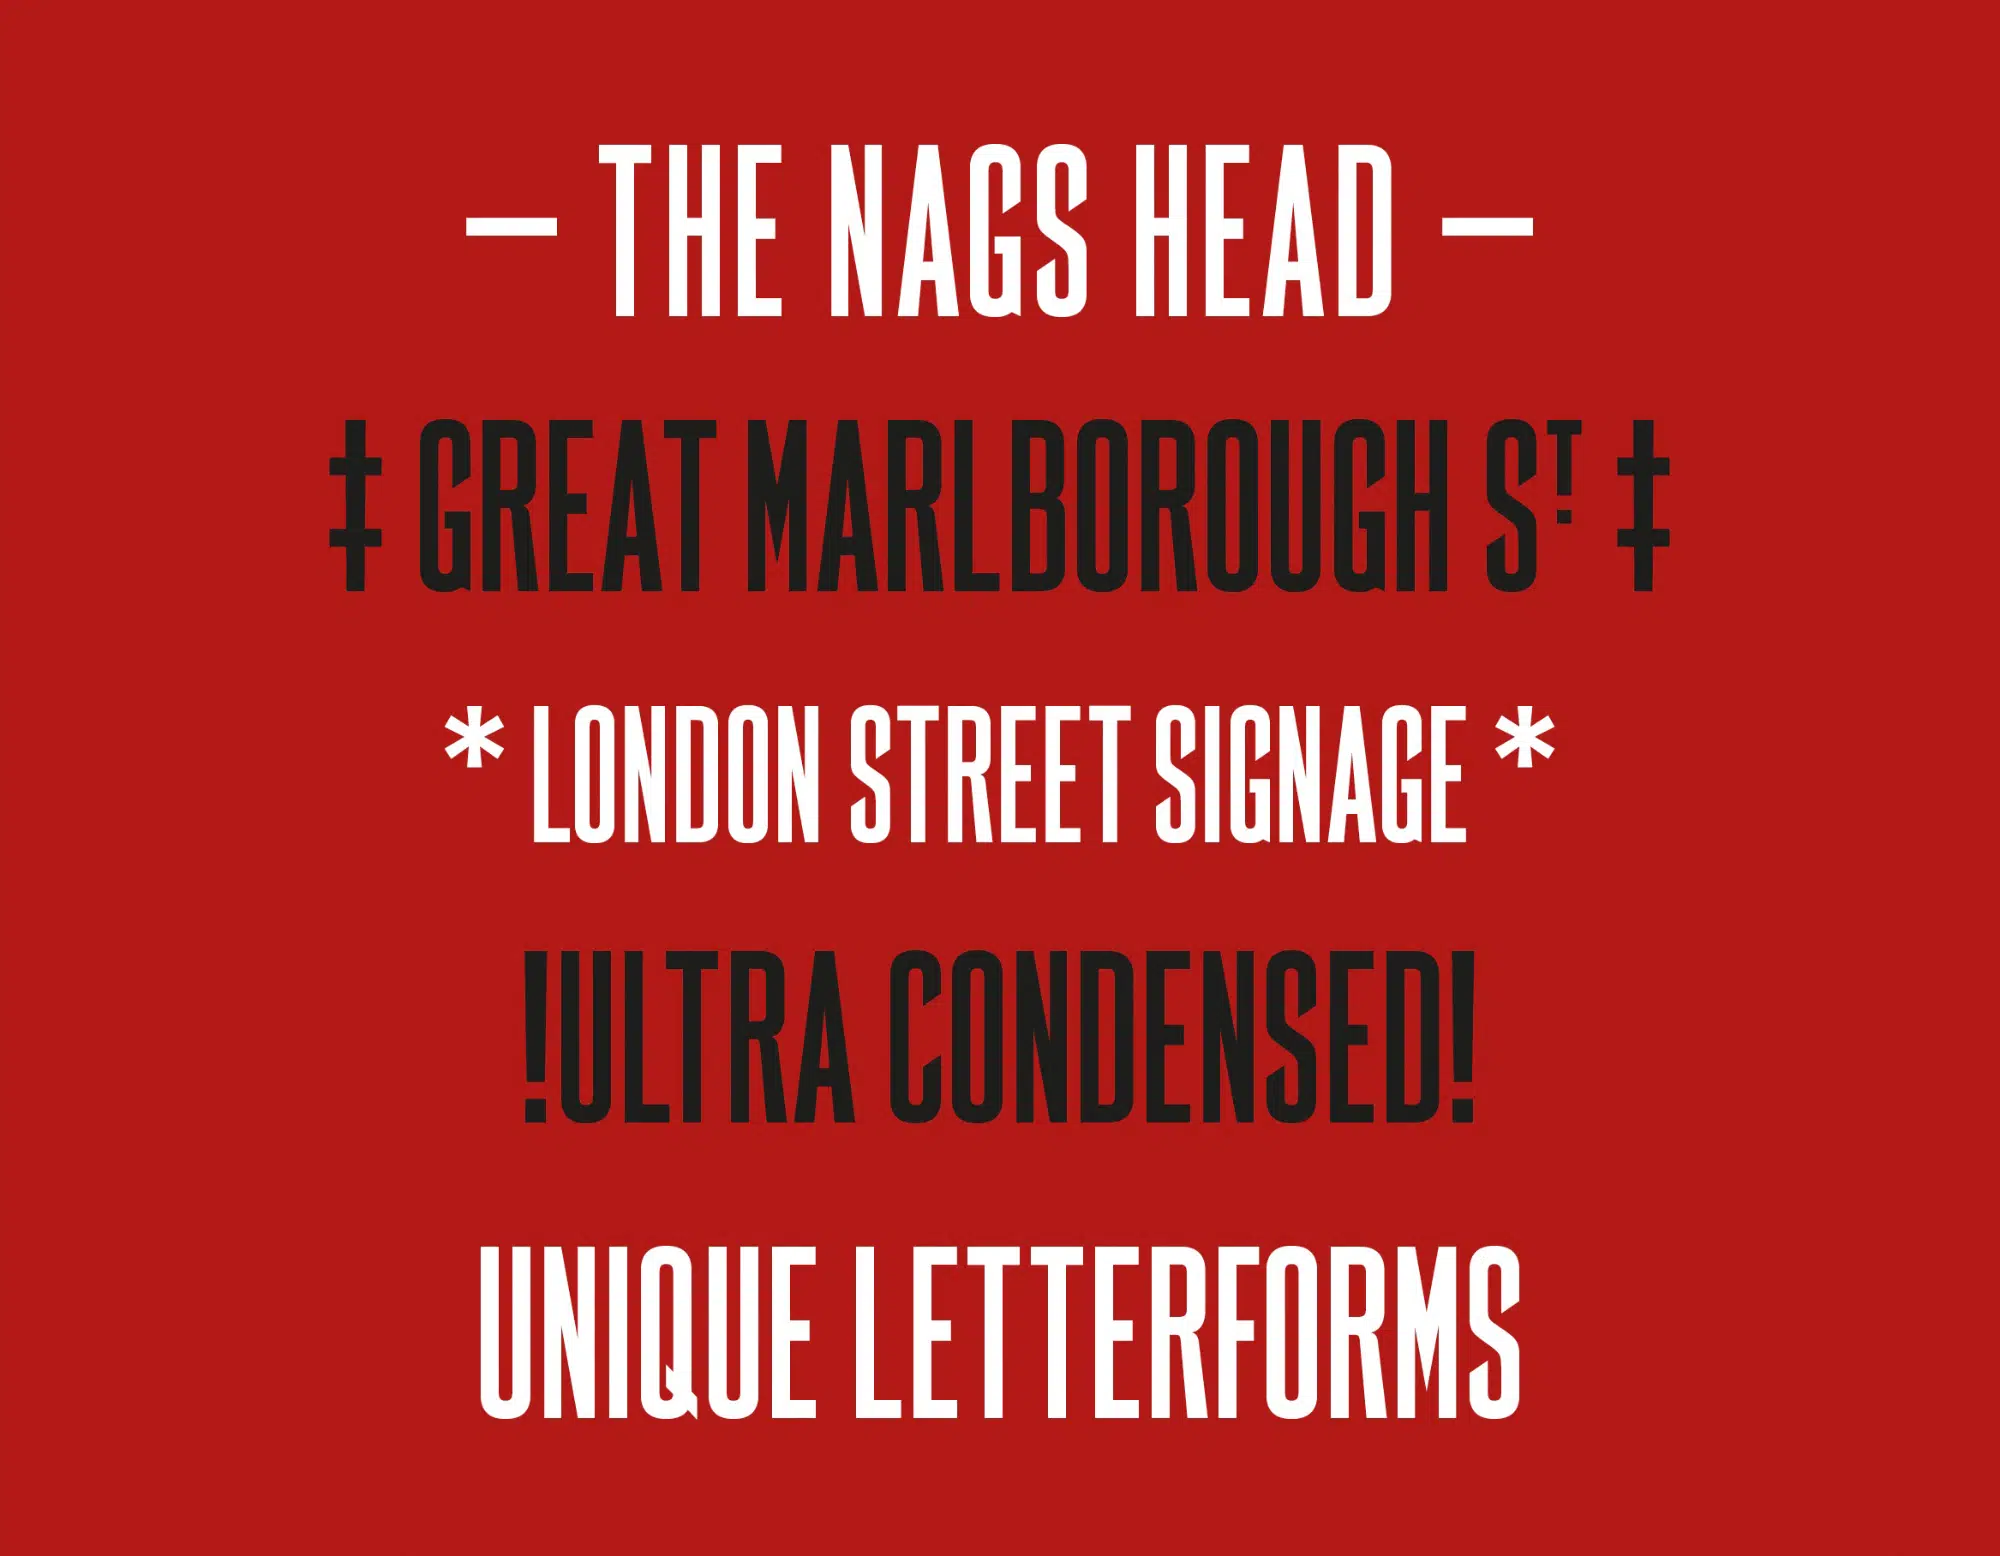 — THE NAGS HEAD —
‡ GREAT MARLBOROUGH ST. ‡
* LONDON STREET SIGNAGE *
!ULTRA CONDENSED!
UNIQUE LETTERFORMS